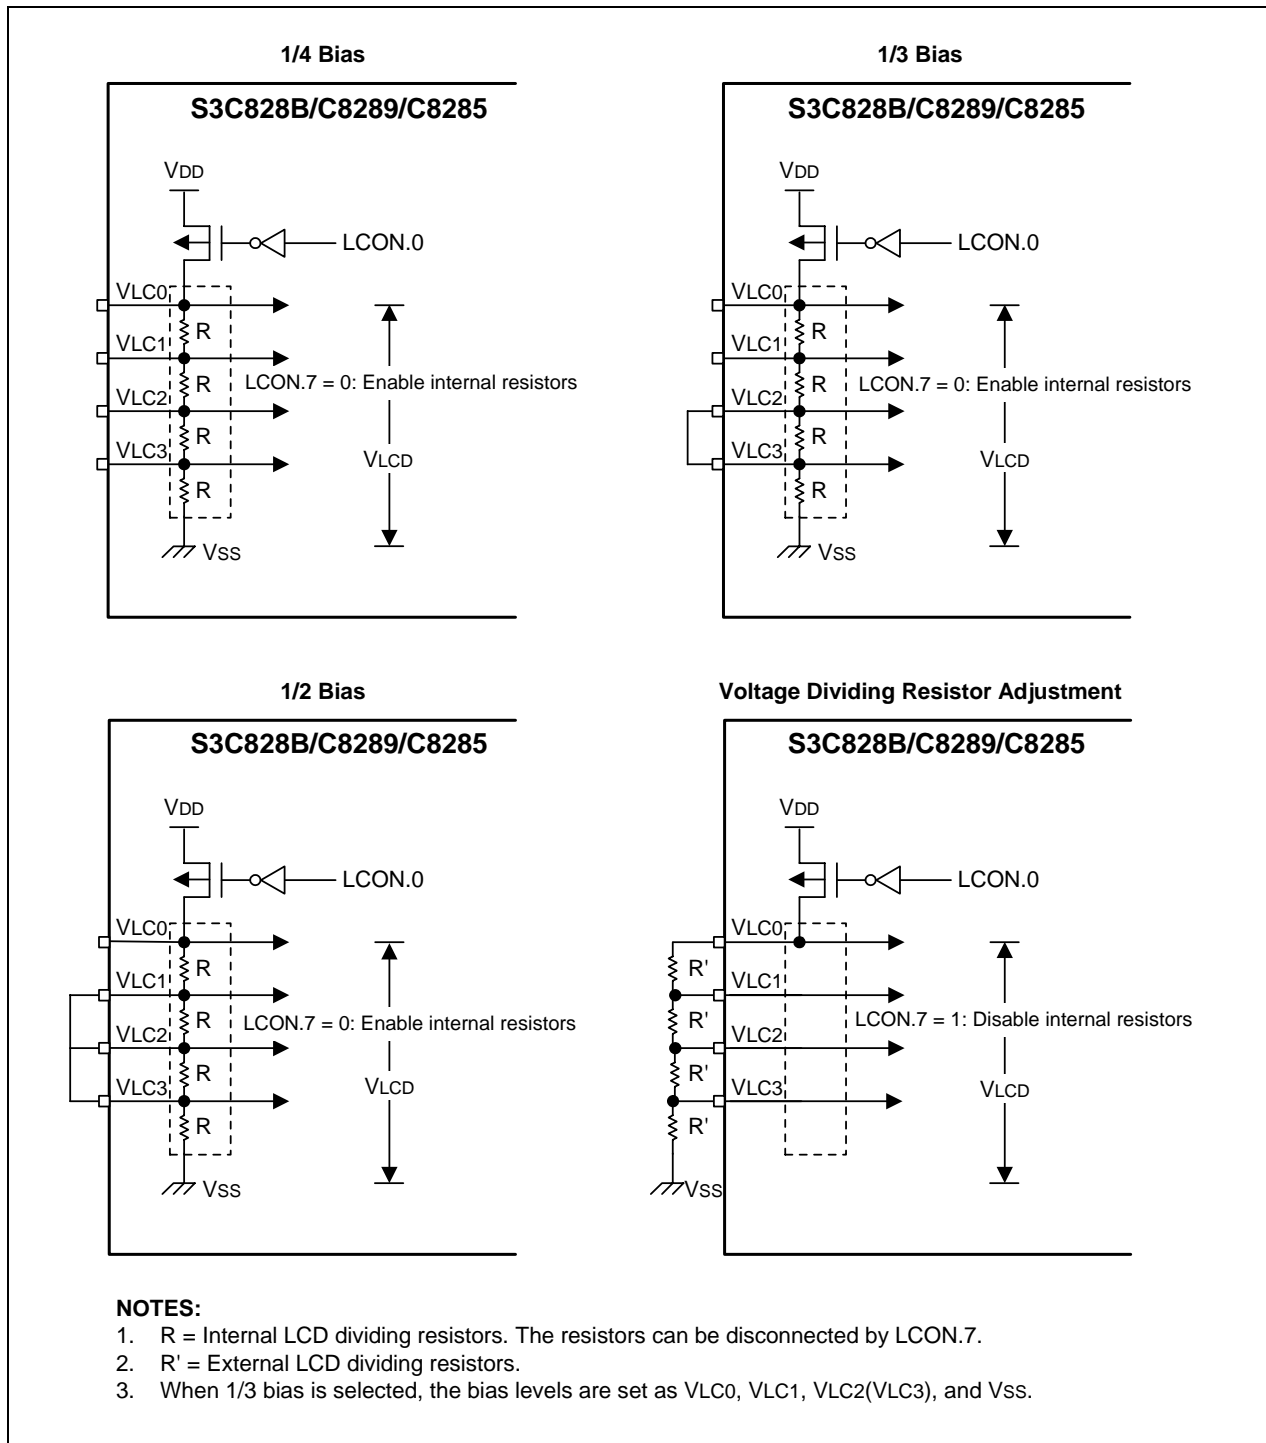 1/4 Bias
S3C828B/C8289/C8285
VDD
LCON.0
VLC0
R
VLC1
R
LCON.7 = 0: Enable internal resistors
VLC2
R
VLC3
VLCD
R
VSS
1/3 Bias
S3C828B/C8289/C8285
VDD
LCON.0
VLC0
R
VLC1
R
LCON.7 = 0: Enable internal resistors
VLC2
R
VLC3
VLCD
R
VSS
1/2 Bias
S3C828B/C8289/C8285
VDD
LCON.0
VLC0
R
VLC1
R
LCON.7 = 0: Enable internal resistors
VLC2
R
VLC3
VLCD
R
VSS
Voltage Dividing Resistor Adjustment
S3C828B/C8289/C8285
VDD
LCON.0
VLC0
R'
VLC1
R'
LCON.7 = 1: Disable internal resistors
VLC2
R'
VLC3
VLCD
R'
VSS
NOTES:
1. R = Internal LCD dividing resistors. The resistors can be disconnected by LCON.7.
2. R' = External LCD dividing resistors.
3. When 1/3 bias is selected, the bias levels are set as VLC0, VLC1, VLC2(VLC3), and VSS.